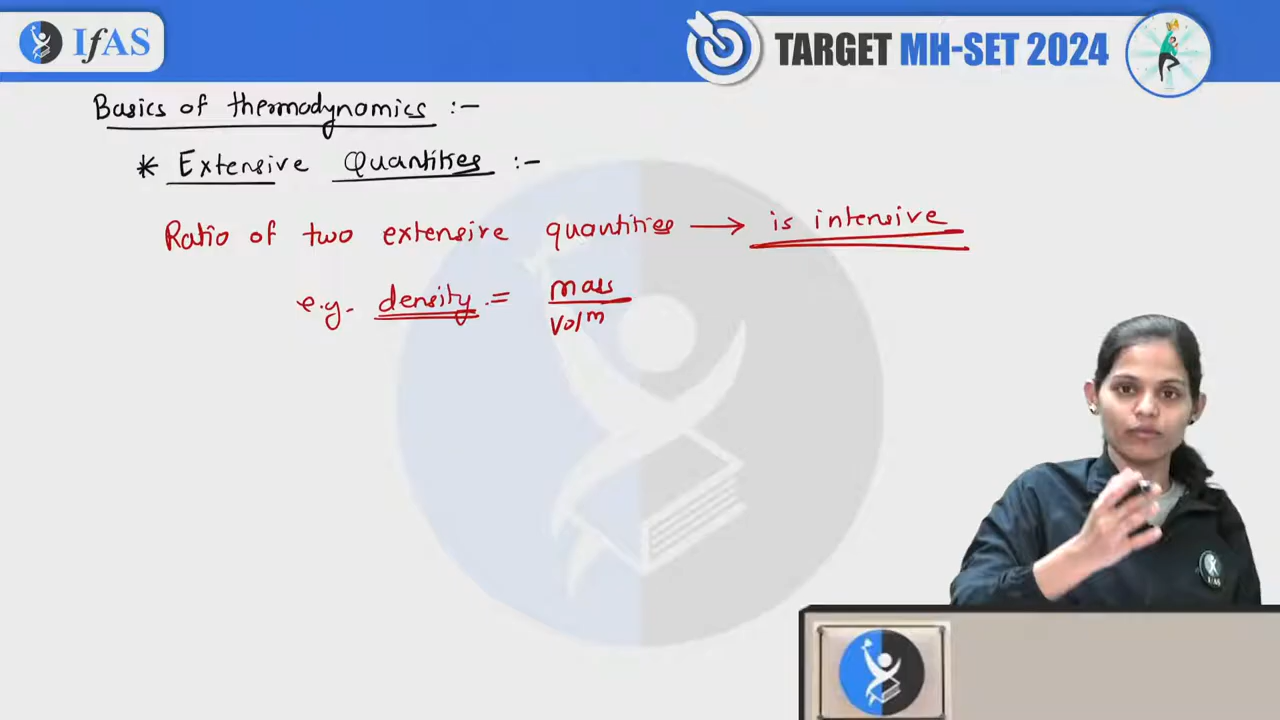 IfAS
TARGET MH-SET 2024
Basics of thermodynamics :-
* Extensive Quantities :-
Ratio of two extensive quantities → is intensive
e.g. density = mass
Vol^m
IFAS